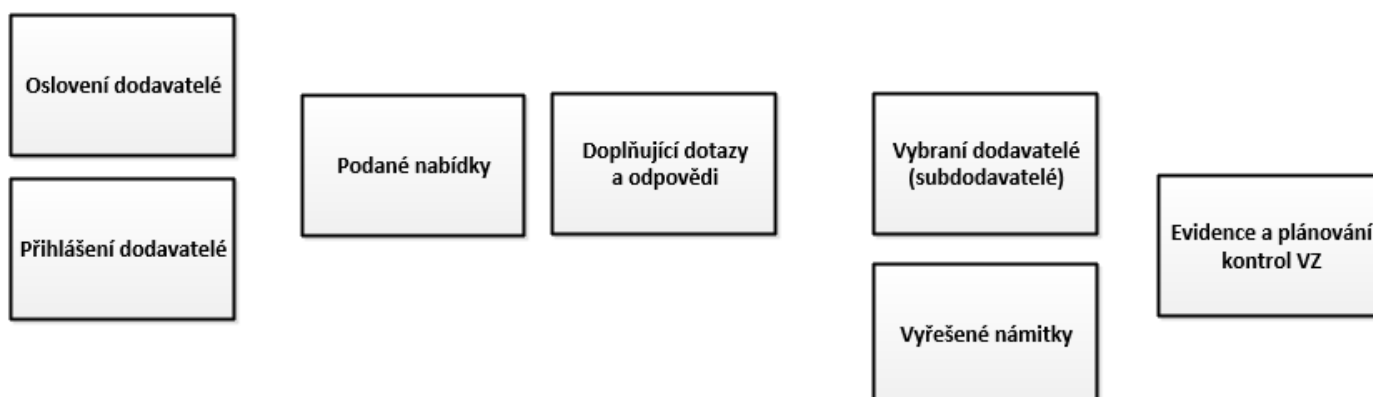 Oslovení dodavatelé
Přihlášení dodavatelé
Podané nabídky
Doplňující dotazy
a odpovědi
Vybraní dodavatelé
(subdodavatelé)
Vyřešené námitky
Evidence a plánování
kontrol VZ